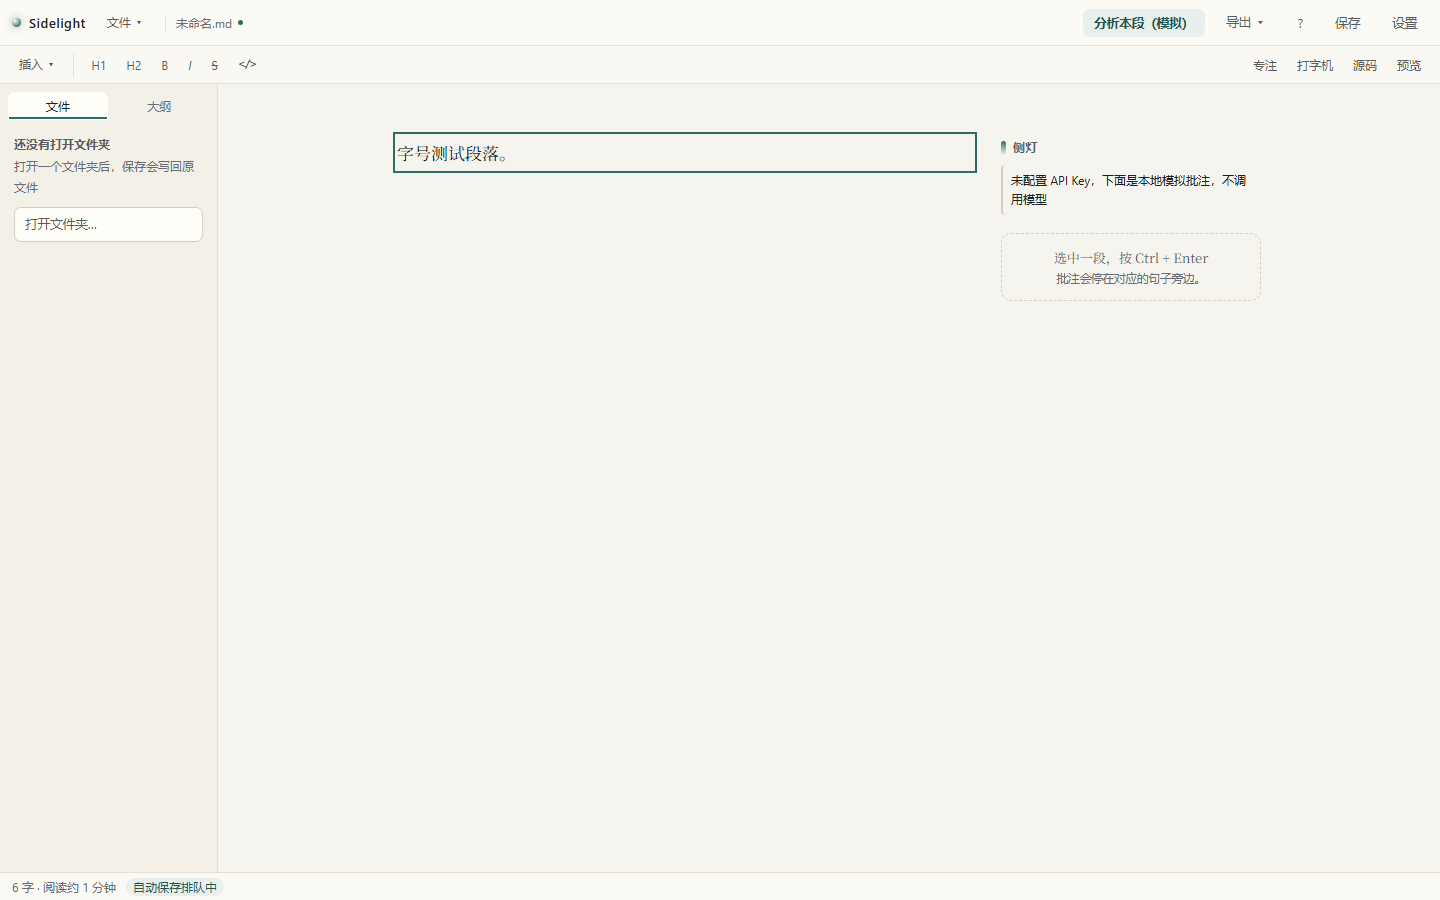 Sidelight 文件 未命名.md 分析本段（模拟） 导出 ? 保存 设置
插入 H1 H2 B I S </> 专注 打字机 源码 预览
文件 大纲
还没有打开文件夹
打开一个文件夹后，保存会写回原
文件
打开文件夹...
字号测试段落。
侧灯
未配置 API Key，下面是本地模拟批注，不调
用模型
选中一段，按 Ctrl + Enter
批注会停在对应的句子旁边。
6 字 · 阅读约 1 分钟 自动保存排队中